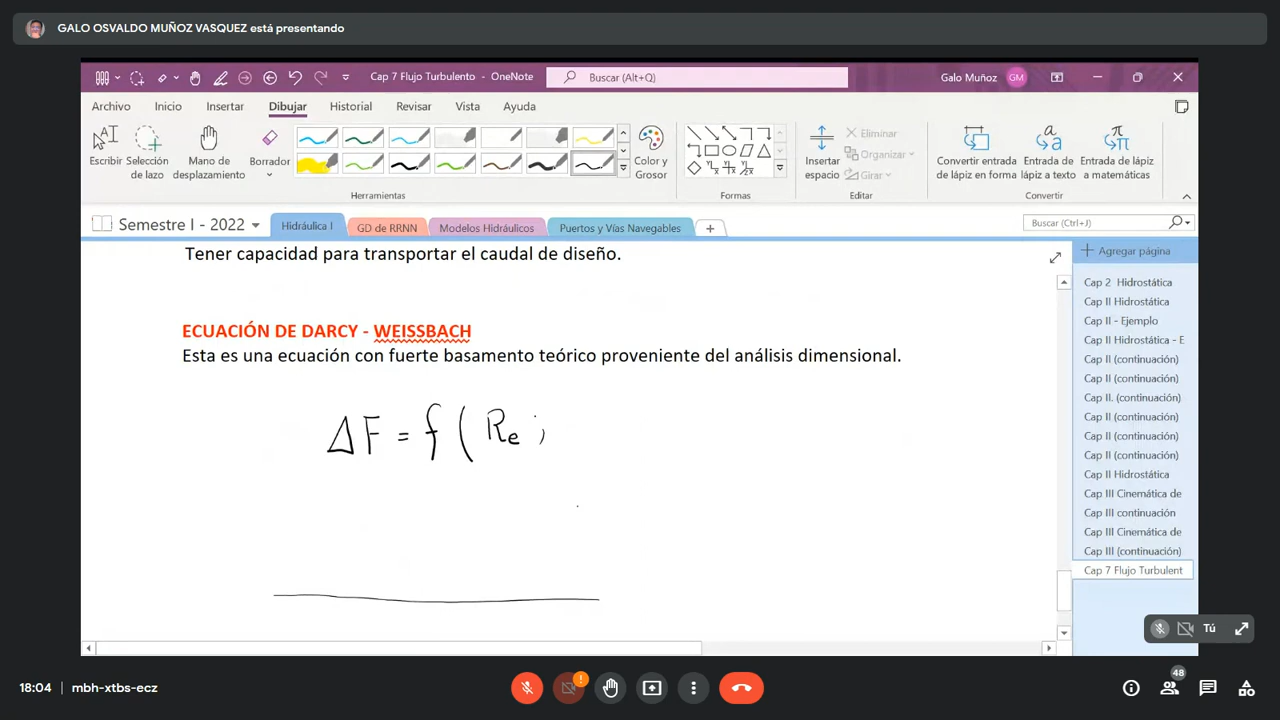 GALO OSVALDO MUÑOZ VASQUEZ está presentando
Cap 7 Flujo Turbulento - OneNote
Buscar (Alt+Q)
Galo Muñoz
GM
Archivo Inicio Insertar Dibujar Historial Revisar Vista Ayuda
Escribir
Selección de lazo
Mano de desplazamiento
Borrador
Color y Grosor
Insertar espacio
Eliminar
Organizar
Girar
Convertir entrada de lápiz en forma
Entrada de lápiz a texto
Entrada de lápiz a matemáticas
Herramientas
Formas
Editar
Convertir
Semestre I - 2022
Hidráulica I
GD de RRNN
Modelos Hidráulicos
Puertos y Vías Navegables
Buscar (Ctrl+J)
Tener capacidad para transportar el caudal de diseño.
ECUACIÓN DE DARCY - WEISSBACH
Esta es una ecuación con fuerte basamento teórico proveniente del análisis dimensional.
ΔF = f ( Re ;
Agregar página
Cap 2 Hidrostática
Cap II Hidrostática
Cap II - Ejemplo
Cap II Hidrostática - E
Cap II (continuación)
Cap II (continuación)
Cap II. (continuación)
Cap II (continuación)
Cap II (continuación)
Cap II (continuación)
Cap II Hidrostática
Cap III Cinemática de
Cap III continuación
Cap III Cinemática de
Cap III (continuación)
Cap 7 Flujo Turbulent
Tú
18:04 | mbh-xtbs-ecz
48